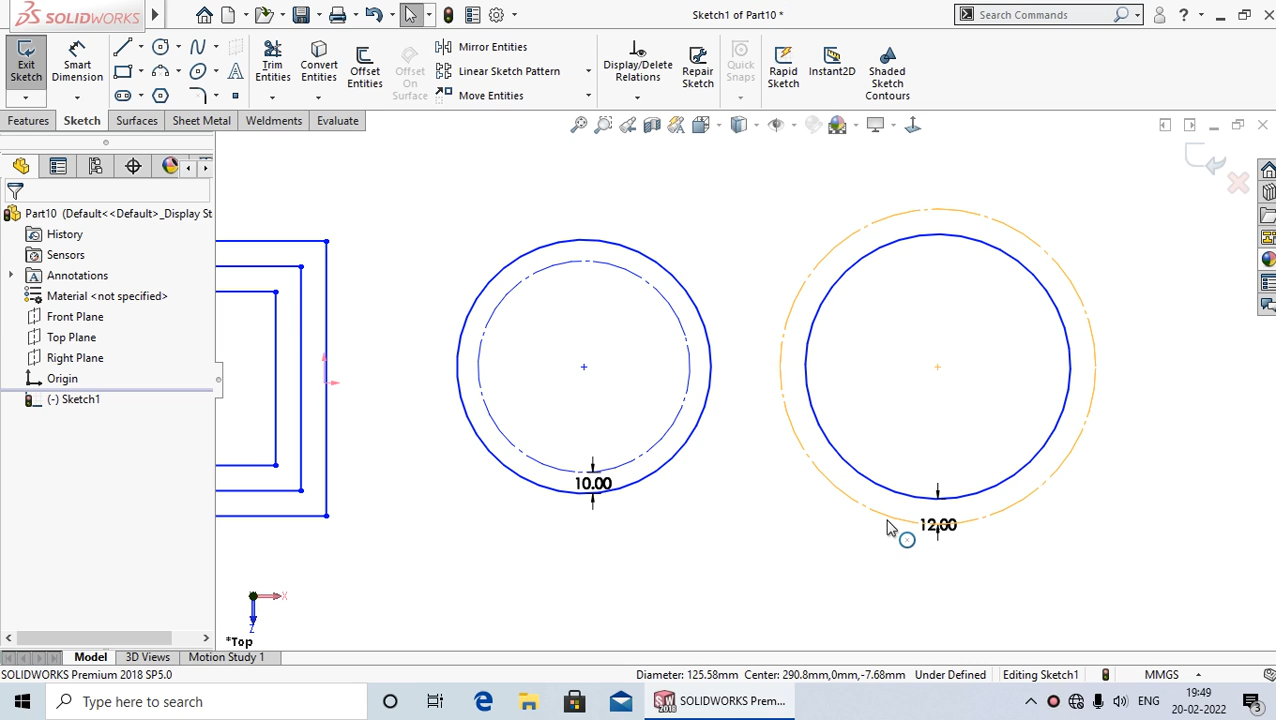 SOLIDWORKS
Sketch1 of Part10 *
Search Commands
Exit Sketch
Smart Dimension
Trim Entities
Convert Entities
Offset Entities
Offset On Surface
Mirror Entities
Linear Sketch Pattern
Move Entities
Display/Delete Relations
Repair Sketch
Quick Snaps
Rapid Sketch
Instant2D
Shaded Sketch Contours
Features
Sketch
Surfaces
Sheet Metal
Weldments
Evaluate
Part10 (Default<<Default>_Display St
History
Sensors
Annotations
Material <not specified>
Front Plane
Top Plane
Right Plane
Origin
(-) Sketch1
10.00
12.00
X
Z
*Top
Model
3D Views
Motion Study 1
SOLIDWORKS Premium 2018 SP5.0
Diameter: 125.58mm Center: 290.8mm,0mm,-7.68mm Under Defined Editing Sketch1 MMGS
Type here to search
SOLIDWORKS Prem...
ENG
19:49
20-02-2022
3